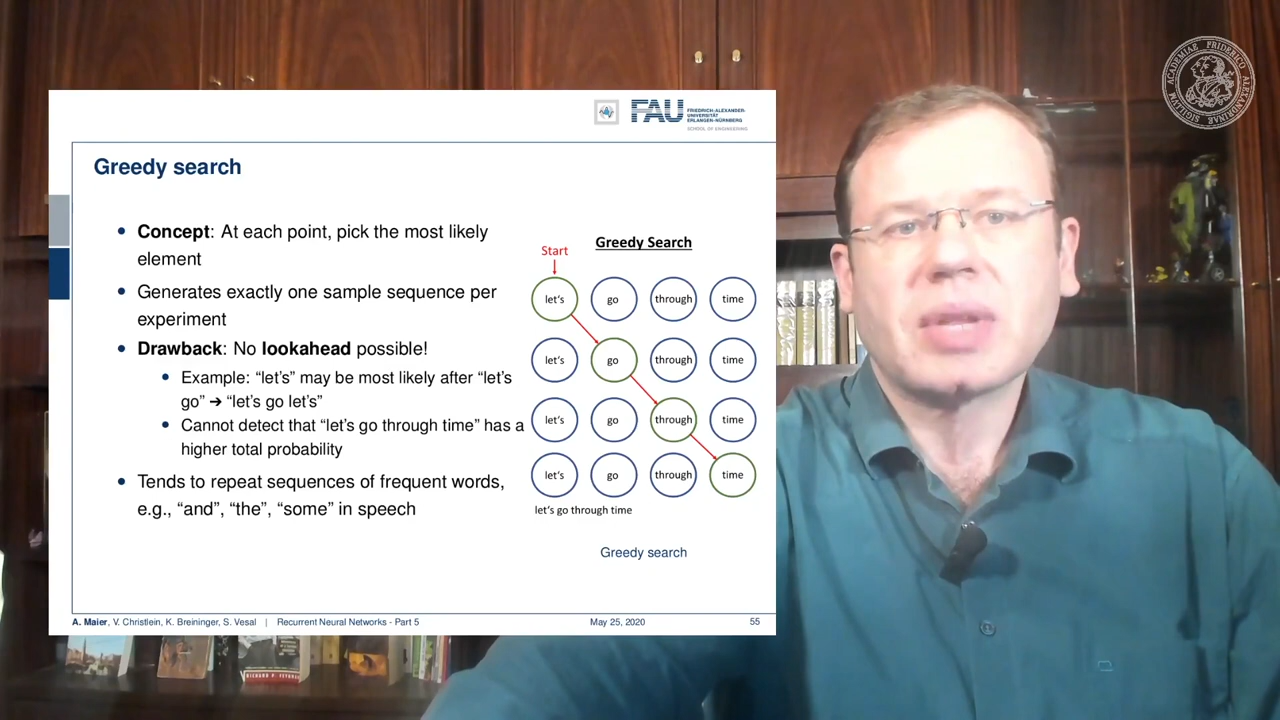 FAU
FRIEDRICH-ALEXANDER-
UNIVERSITÄT
ERLANGEN-NÜRNBERG
SCHOOL OF ENGINEERING
ACADEMIAE FRIDERICO ALEXANDRINAE SIGILLVM
Greedy search
• Concept: At each point, pick the most likely
element
• Generates exactly one sample sequence per
experiment
• Drawback: No lookahead possible!
• Example: “let’s” may be most likely after “let’s
go” ➔ “let’s go let’s”
• Cannot detect that “let’s go through time” has a
higher total probability
• Tends to repeat sequences of frequent words,
e.g., “and”, “the”, “some” in speech
Greedy Search
Start
let's go through time
let's go through time
let's go through time
let's go through time
let's go through time
Greedy search
A. Maier, V. Christlein, K. Breininger, S. Vesal | Recurrent Neural Networks - Part 5
May 25, 2020
55